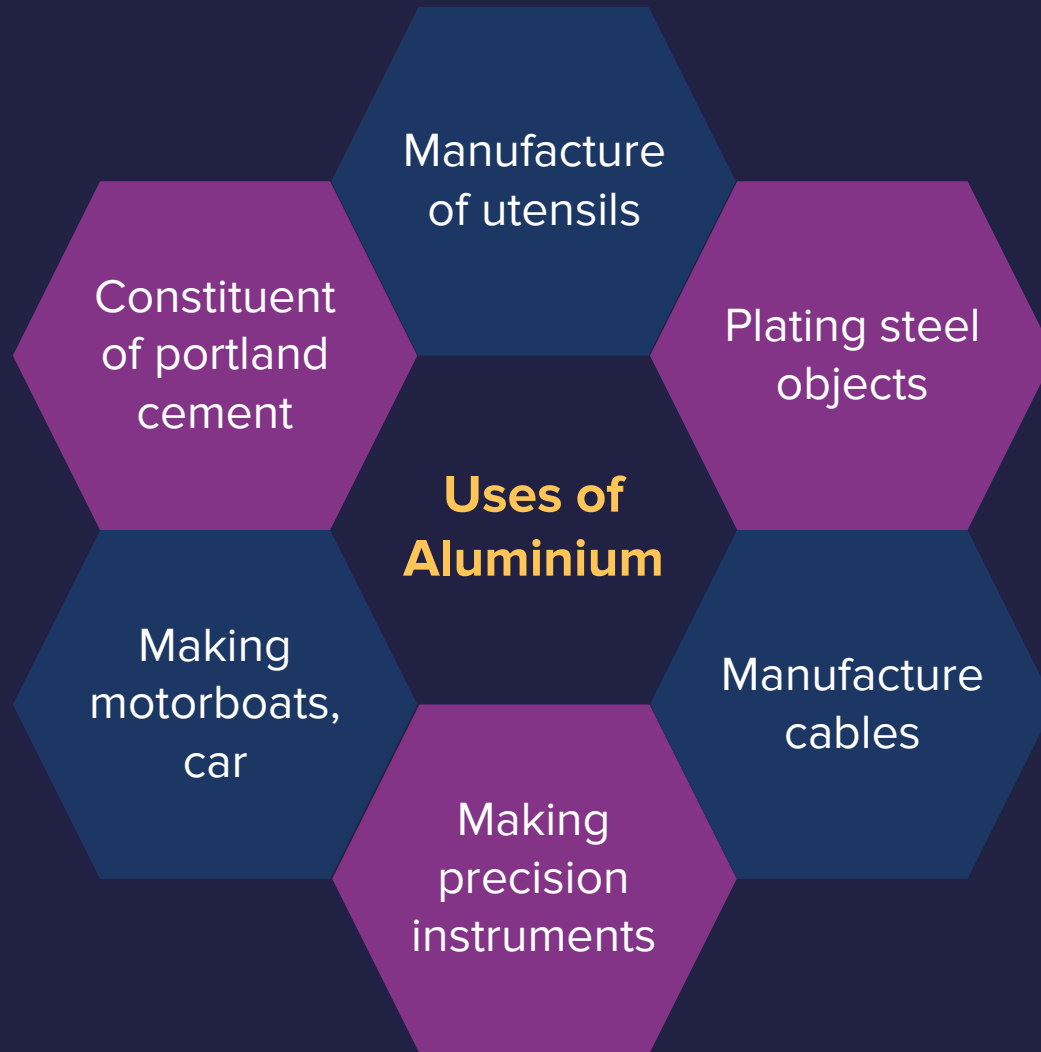 Manufacture
of utensils
Constituent
of portland
cement
Plating steel
objects
Uses of
Aluminium
Making
motorboats,
car
Manufacture
cables
Making
precision
instruments